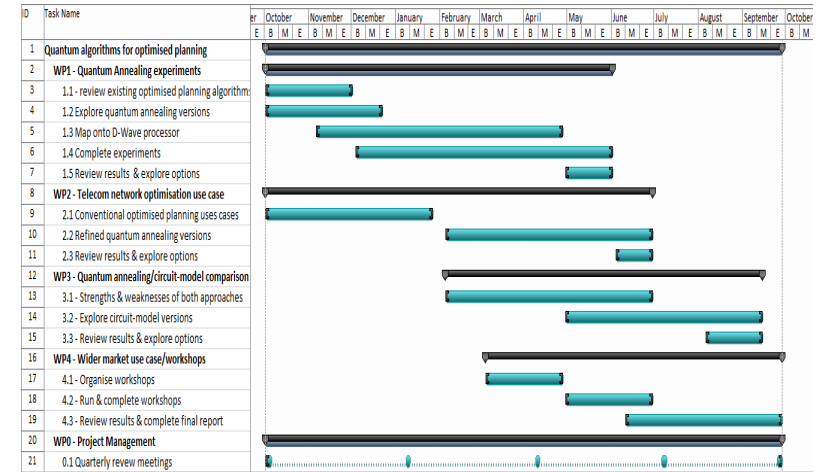 ID Task Name er October November December January February March April May June July August September October
E B M E B M E B M E B M E B M E B M E B M E B M E B M E B M E B M E B M E B M
1 Quantum algorithms for optimised planning
2 WP1 - Quantum Annealing experiments
3 1.1 - review existing optimised planning algorithms
4 1.2 Explore quantum annealing versions
5 1.3 Map onto D-Wave processor
6 1.4 Complete experiments
7 1.5 Review results & explore options
8 WP2 - Telecom network optimisation use case
9 2.1 Conventional optimised planning uses cases
10 2.2 Refined quantum annealing versions
11 2.3 Review results & explore options
12 WP3 - Quantum annealing/circuit-model comparison
13 3.1 - Strengths & weaknesses of both approaches
14 3.2 - Explore circuit-model versions
15 3.3 - Review results & explore options
16 WP4 - Wider market use case/workshops
17 4.1 - Organise workshops
18 4.2 - Run & complete workshops
19 4.3 - Review results & complete final report
20 WP0 - Project Management
21 0.1 Quarterly revew meetings